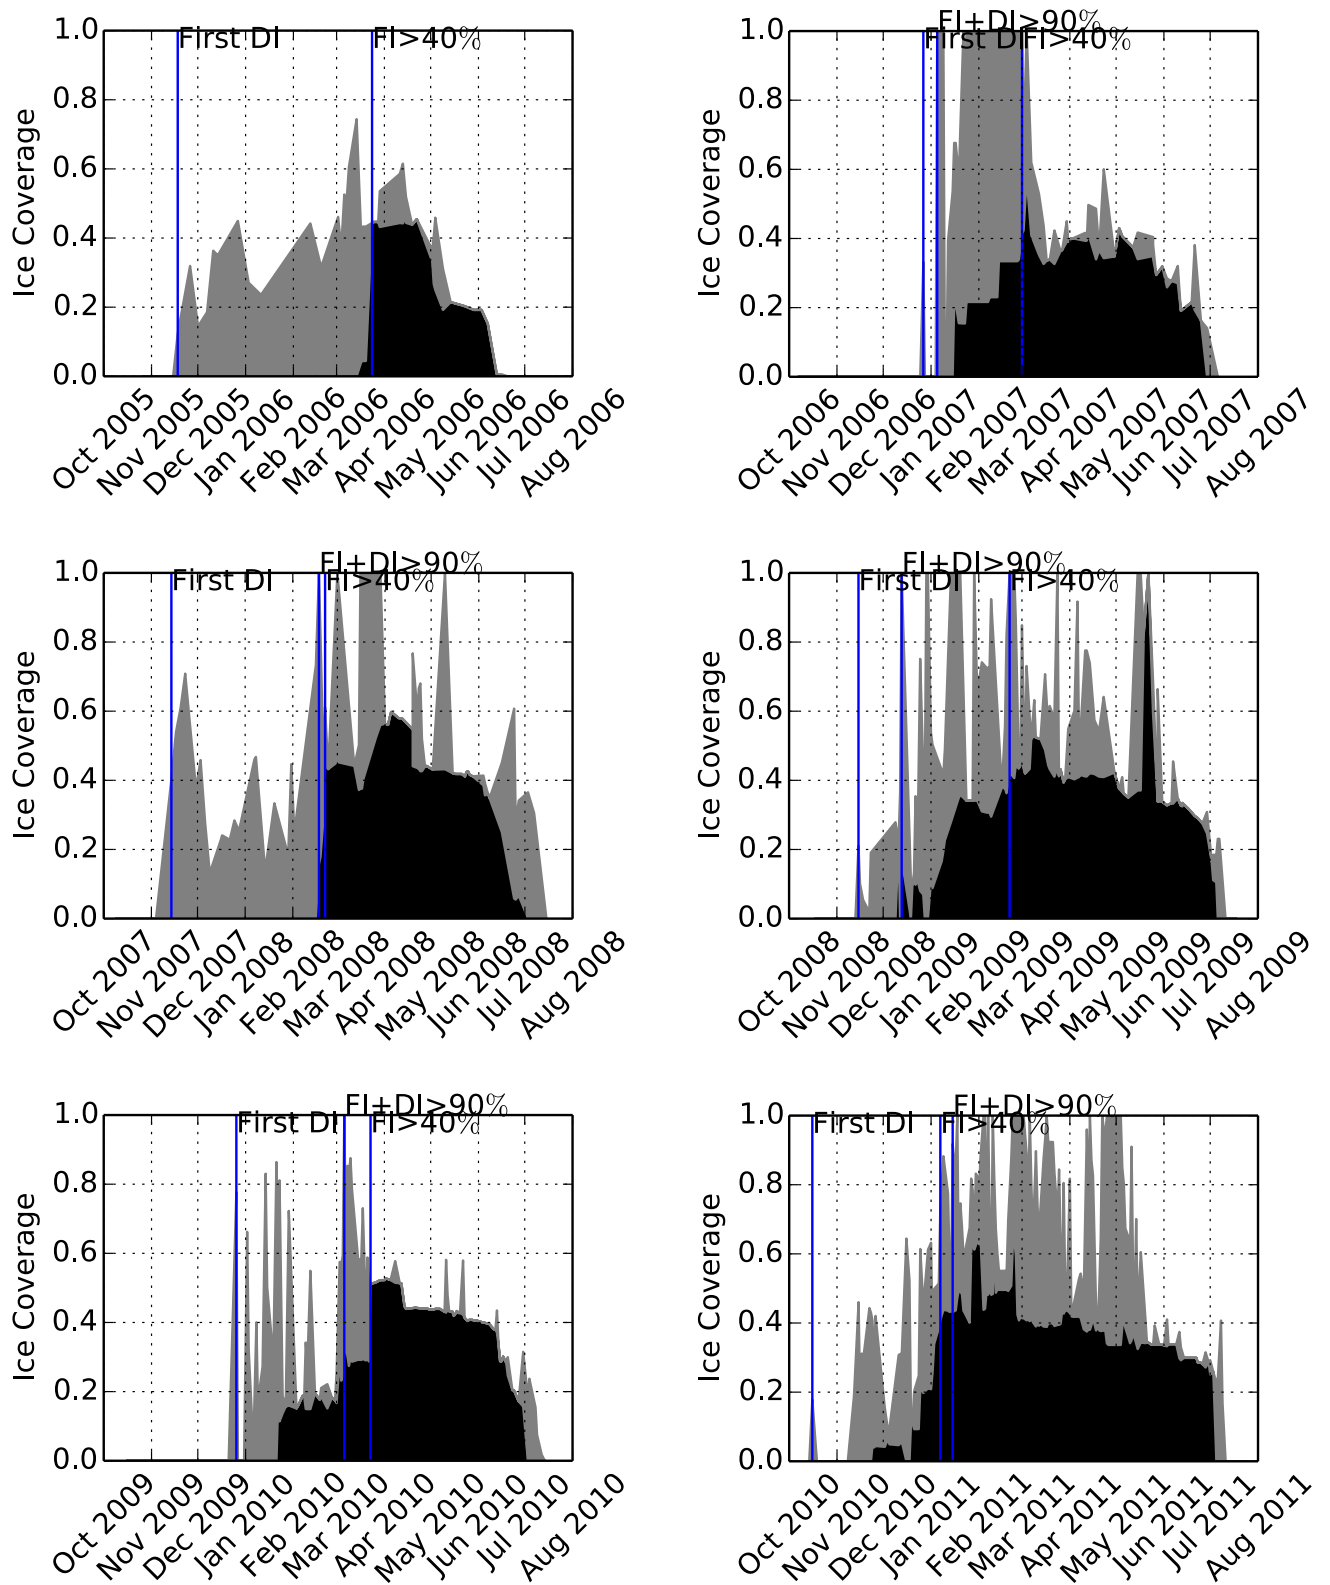 FI+DI>90%
First DI FI>40%
First DI FI>40%
1.0
0.8
0.6
0.4
0.2
0.0
Ice Coverage
Oct 2005
Nov 2005
Dec 2005
Jan 2006
Feb 2006
Mar 2006
Apr 2006
May 2006
Jun 2006
Jul 2006
Aug 2006
1.0
0.8
0.6
0.4
0.2
0.0
Ice Coverage
Oct 2006
Nov 2006
Dec 2006
Jan 2007
Feb 2007
Mar 2007
Apr 2007
May 2007
Jun 2007
Jul 2007
Aug 2007
FI+DI>90%
First DI FI>40%
1.0
0.8
0.6
0.4
0.2
0.0
Ice Coverage
Oct 2007
Nov 2007
Dec 2007
Jan 2008
Feb 2008
Mar 2008
Apr 2008
May 2008
Jun 2008
Jul 2008
Aug 2008
FI+DI>90%
First DI FI>40%
1.0
0.8
0.6
0.4
0.2
0.0
Ice Coverage
Oct 2008
Nov 2008
Dec 2008
Jan 2009
Feb 2009
Mar 2009
Apr 2009
May 2009
Jun 2009
Jul 2009
Aug 2009
FI+DI>90%
First DI FI>40%
1.0
0.8
0.6
0.4
0.2
0.0
Ice Coverage
Oct 2009
Nov 2009
Dec 2009
Jan 2010
Feb 2010
Mar 2010
Apr 2010
May 2010
Jun 2010
Jul 2010
Aug 2010
FI+DI>90%
First DI FI>40%
1.0
0.8
0.6
0.4
0.2
0.0
Ice Coverage
Oct 2010
Nov 2010
Dec 2010
Jan 2011
Feb 2011
Mar 2011
Apr 2011
May 2011
Jun 2011
Jul 2011
Aug 2011